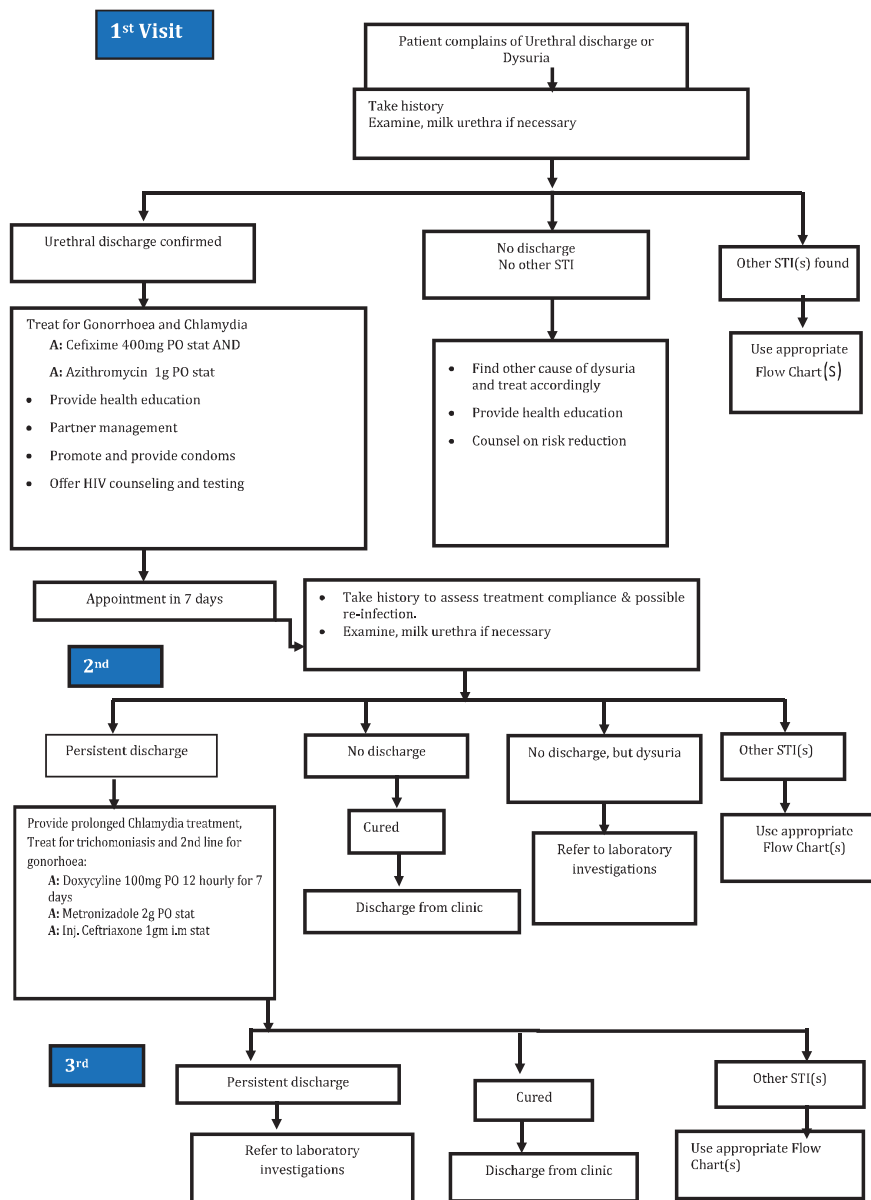 1st Visit
Patient complains of Urethral discharge or
Dysuria
Take history
Examine, milk urethra if necessary
Urethral discharge confirmed
No discharge
No other STI
Other STI(s) found
Treat for Gonorrhoea and Chlamydia
A: Cefixime 400mg PO stat AND
A: Azithromycin 1g PO stat
• Provide health education
• Partner management
• Promote and provide condoms
• Offer HIV counseling and testing
• Find other cause of dysuria
and treat accordingly
• Provide health education
• Counsel on risk reduction
Use appropriate
Flow Chart(S)
Appointment in 7 days
• Take history to assess treatment compliance & possible
re-infection.
• Examine, milk urethra if necessary
2nd
Persistent discharge
No discharge
No discharge, but dysuria
Other STI(s)
Provide prolonged Chlamydia treatment,
Treat for trichomoniasis and 2nd line for
gonorhoea:
A: Doxycyline 100mg PO 12 hourly for 7
days
A: Metronizadole 2g PO stat
A: Inj. Ceftriaxone 1gm i.m stat
Cured
Discharge from clinic
Refer to laboratory
investigations
Use appropriate
Flow Chart(s)
3rd
Persistent discharge
Cured
Other STI(s)
Refer to laboratory
investigations
Discharge from clinic
Use appropriate Flow
Chart(s)